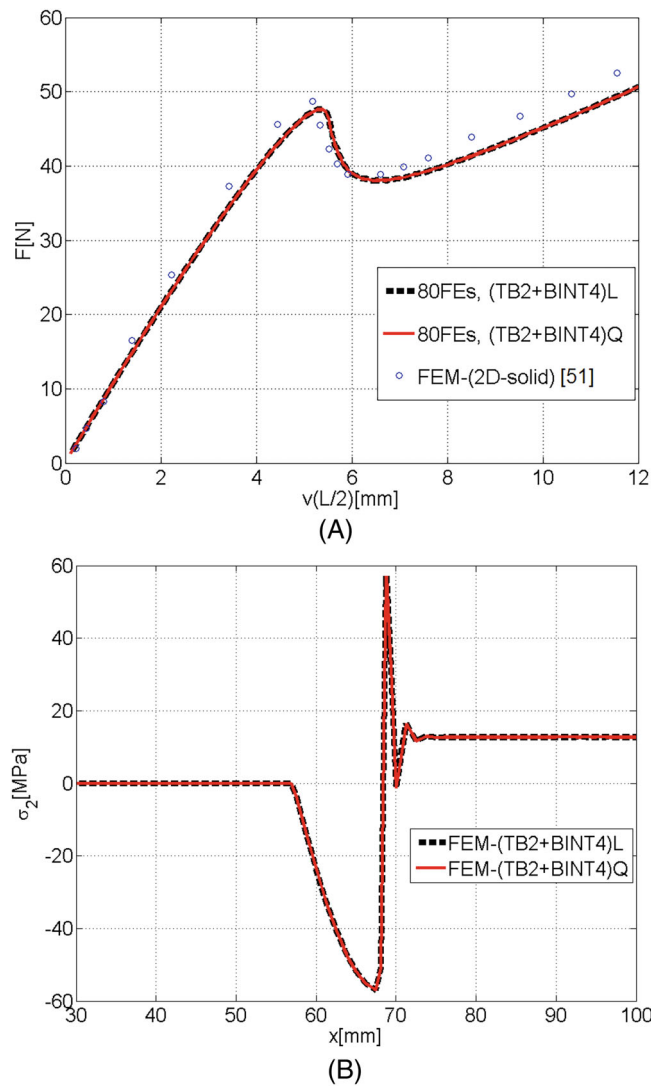 60
50
40
30
20
10
0
F[N]
0 2 4 6 8 10 12
v(L/2)[mm]
80FEs, (TB2+BINT4)L
80FEs, (TB2+BINT4)Q
FEM-(2D-solid) [51]
(A)
60
40
20
0
-20
-40
-60
σ2[MPa]
30 40 50 60 70 80 90 100
x[mm]
FEM-(TB2+BINT4)L
FEM-(TB2+BINT4)Q
(B)